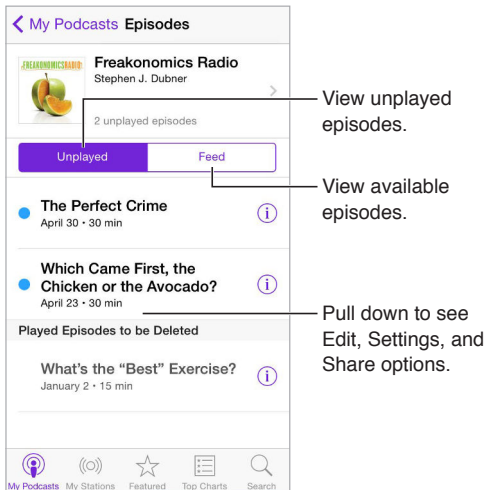 My Podcasts Episodes
FREAKONOMICSRADIO
Freakonomics Radio
Stephen J. Dubner
2 unplayed episodes
View unplayed
episodes.
Unplayed Feed
View available
episodes.
The Perfect Crime
April 30 • 30 min
Which Came First, the
Chicken or the Avocado?
April 23 • 30 min
Pull down to see
Edit, Settings, and
Share options.
Played Episodes to be Deleted
What's the “Best” Exercise?
January 2 • 15 min
My Podcasts My Stations Featured Top Charts Search